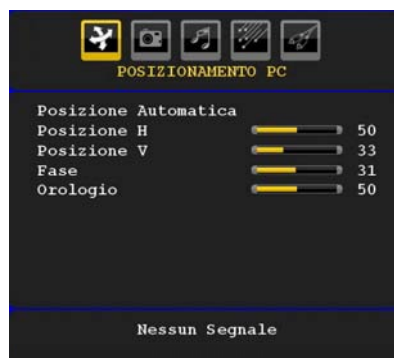 POSIZIONAMENTO PC
Posizione Automatica
Posizione H 50
Posizione V 33
Fase 31
Orologio 50
Nessun Segnale